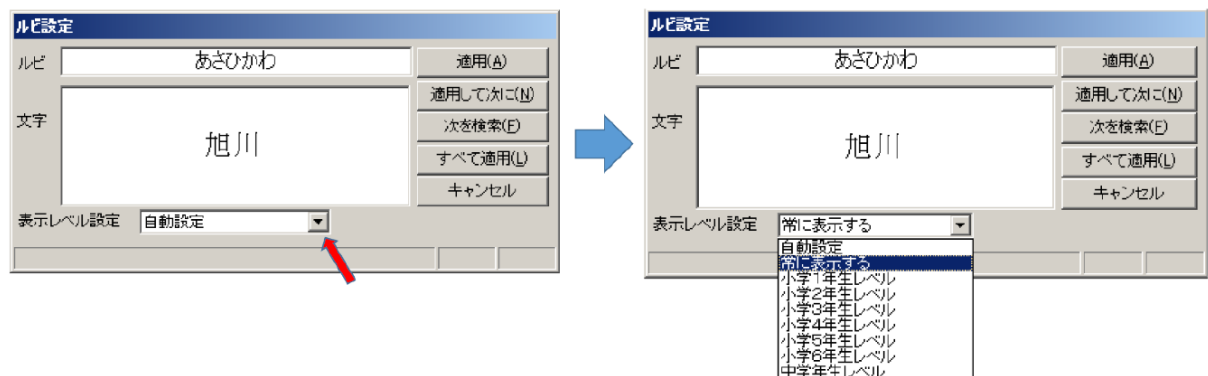 ルビ設定
ルビ
あさひかわ
適用(A)
文字
旭川
適用して次に(N)
次を検索(F)
すべて適用(L)
キャンセル
表示レベル設定
自動設定
ルビ設定
ルビ
あさひかわ
適用(A)
文字
旭川
適用して次に(N)
次を検索(F)
すべて適用(L)
キャンセル
表示レベル設定
常に表示する
自動設定
常に表示する
小学1年生レベル
小学2年生レベル
小学3年生レベル
小学4年生レベル
小学5年生レベル
小学6年生レベル
中学年生レベル